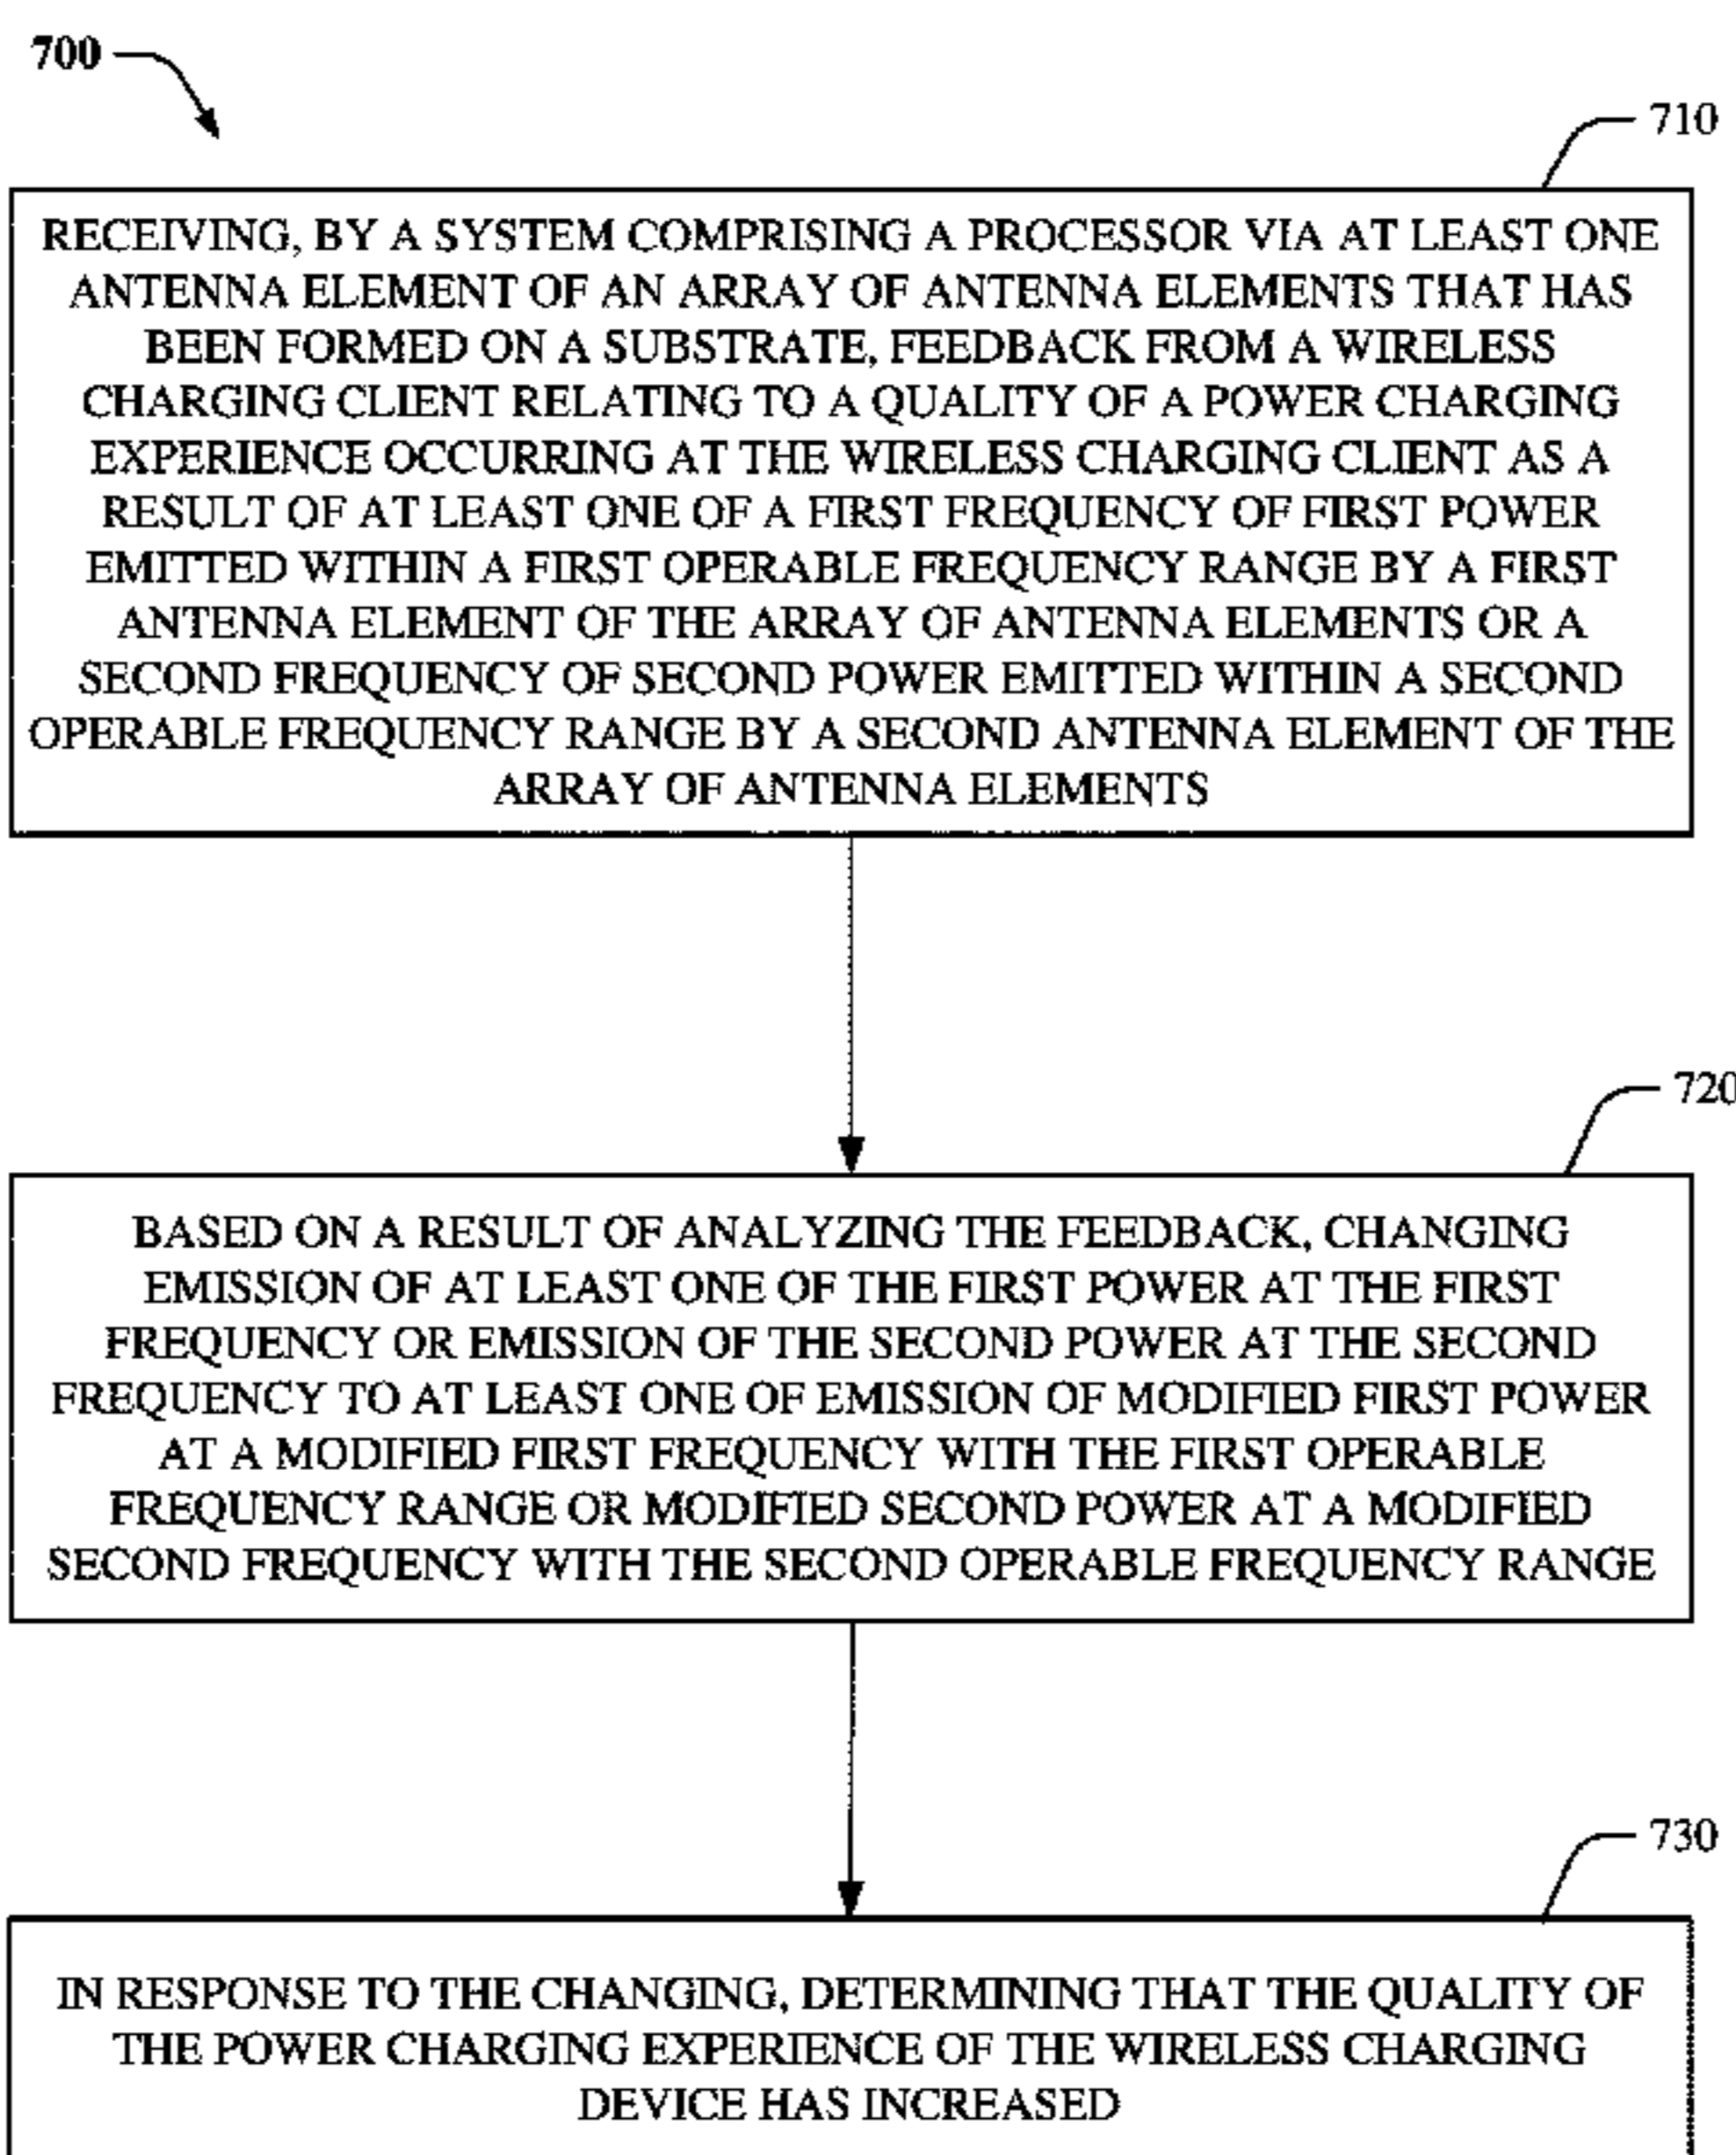 700
710
RECEIVING, BY A SYSTEM COMPRISING A PROCESSOR VIA AT LEAST ONE
ANTENNA ELEMENT OF AN ARRAY OF ANTENNA ELEMENTS THAT HAS
BEEN FORMED ON A SUBSTRATE, FEEDBACK FROM A WIRELESS
CHARGING CLIENT RELATING TO A QUALITY OF A POWER CHARGING
EXPERIENCE OCCURRING AT THE WIRELESS CHARGING CLIENT AS A
RESULT OF AT LEAST ONE OF A FIRST FREQUENCY OF FIRST POWER
EMITTED WITHIN A FIRST OPERABLE FREQUENCY RANGE BY A FIRST
ANTENNA ELEMENT OF THE ARRAY OF ANTENNA ELEMENTS OR A
SECOND FREQUENCY OF SECOND POWER EMITTED WITHIN A SECOND
OPERABLE FREQUENCY RANGE BY A SECOND ANTENNA ELEMENT OF THE
ARRAY OF ANTENNA ELEMENTS
720
BASED ON A RESULT OF ANALYZING THE FEEDBACK, CHANGING
EMISSION OF AT LEAST ONE OF THE FIRST POWER AT THE FIRST
FREQUENCY OR EMISSION OF THE SECOND POWER AT THE SECOND
FREQUENCY TO AT LEAST ONE OF EMISSION OF MODIFIED FIRST POWER
AT A MODIFIED FIRST FREQUENCY WITH THE FIRST OPERABLE
FREQUENCY RANGE OR MODIFIED SECOND POWER AT A MODIFIED
SECOND FREQUENCY WITH THE SECOND OPERABLE FREQUENCY RANGE
730
IN RESPONSE TO THE CHANGING, DETERMINING THAT THE QUALITY OF
THE POWER CHARGING EXPERIENCE OF THE WIRELESS CHARGING
DEVICE HAS INCREASED